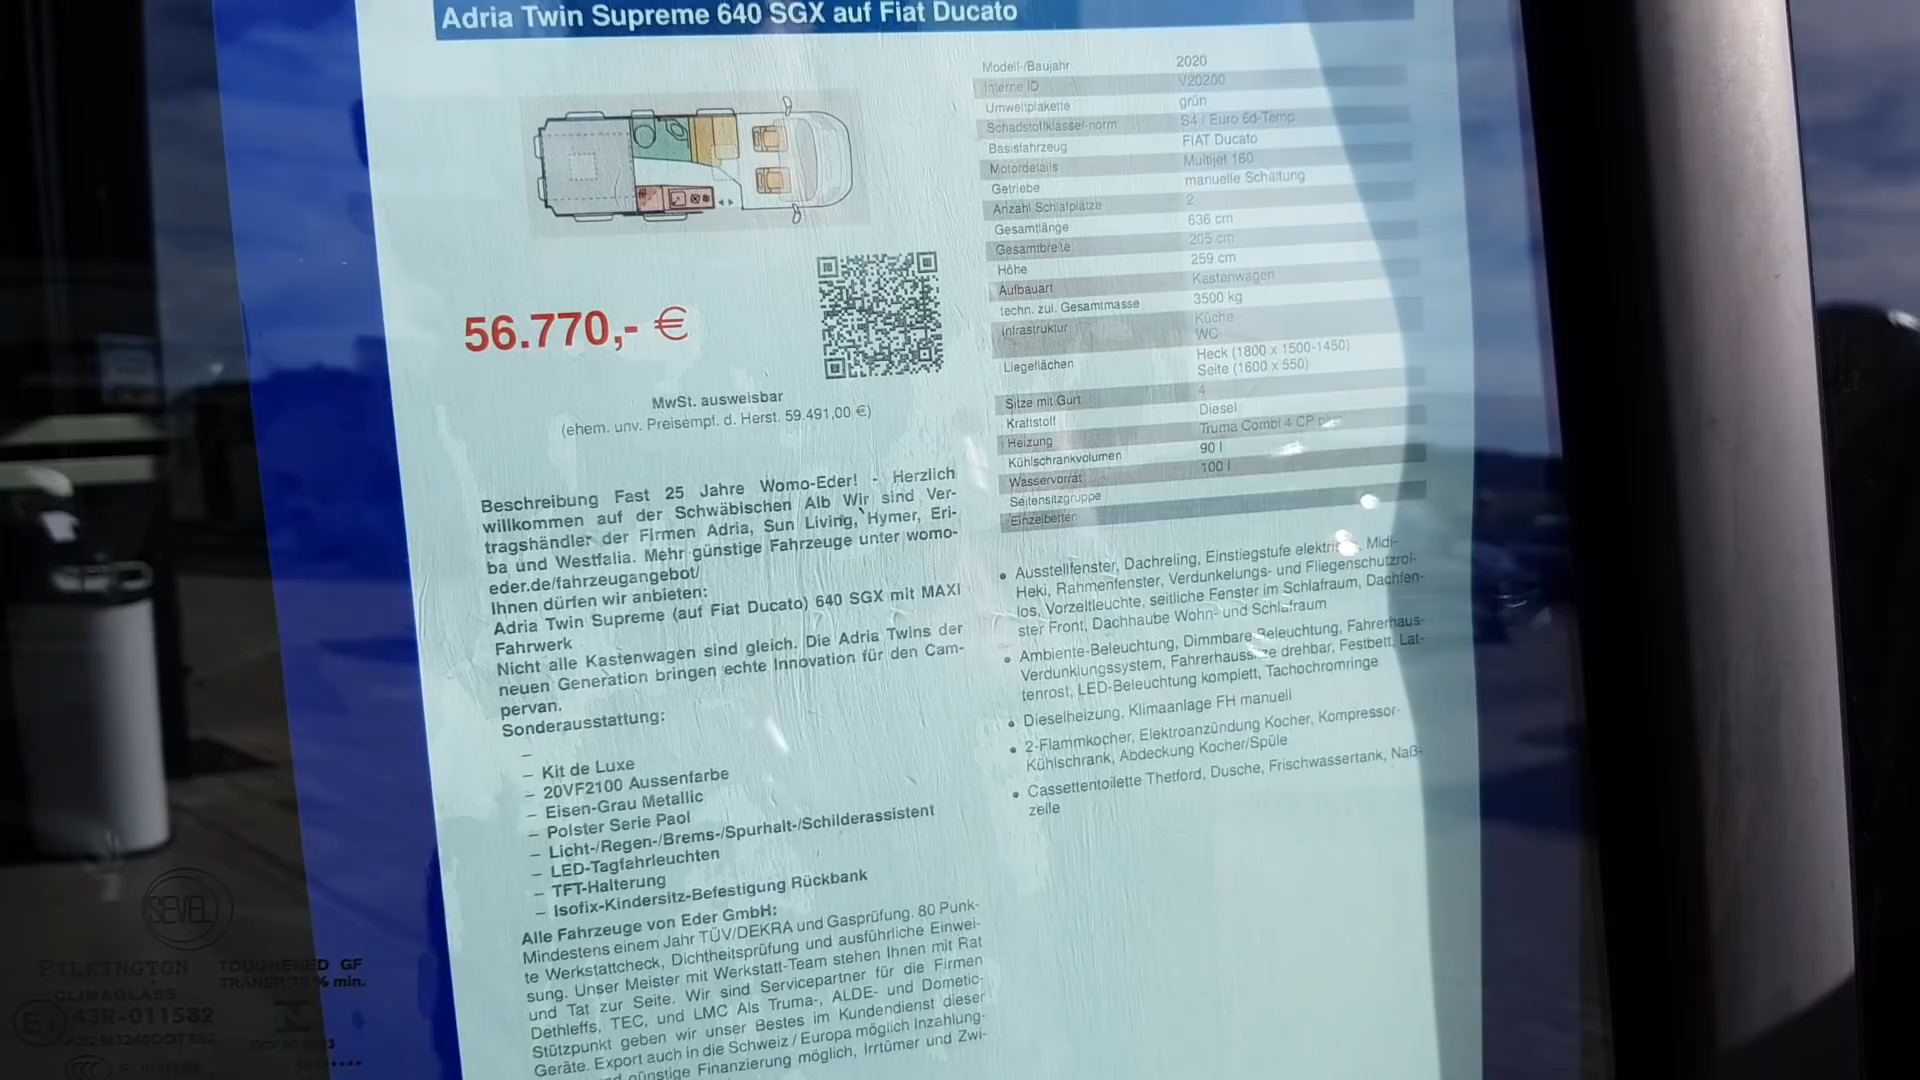 Adria Twin Supreme 640 SGX auf Fiat Ducato
56.770,- €
MwSt. ausweisbar
(ehem. unv. Preisempf. d. Herst. 59.491,00 €)
Beschreibung Fast 25 Jahre Womo-Eder! - Herzlich
willkommen auf der Schwäbischen Alb Wir sind Ver-
tragshändler der Firmen Adria, Sun Living, Hymer, Eri-
ba und Westfalia. Mehr günstige Fahrzeuge unter womo-
eder.de/fahrzeugangebot/
Ihnen dürfen wir anbieten:
Adria Twin Supreme (auf Fiat Ducato) 640 SGX mit MAXI
Fahrwerk
Nicht alle Kastenwagen sind gleich. Die Adria Twins der
neuen Generation bringen echte Innovation für den Cam-
pervan.
Sonderausstattung:
–
– Kit de Luxe
– 20VF2100 Aussenfarbe
– Eisen-Grau Metallic
– Polster Serie Paol
– Licht-/Regen-/Brems-/Spurhalt-/Schilderassistent
– LED-Tagfahrleuchten
– TFT-Halterung
– Isofix-Kindersitz-Befestigung Rückbank
Alle Fahrzeuge von Eder GmbH:
Mindestens einem Jahr TÜV/DEKRA und Gasprüfung. 80 Punk-
te Werkstattcheck, Dichtheitsprüfung und ausführliche Einwei-
sung. Unser Meister mit Werkstatt-Team stehen Ihnen mit Rat
und Tat zur Seite. Wir sind Servicepartner für die Firmen
Dethleffs, TEC, und LMC Als Truma-, ALDE- und Dometic-
Stützpunkt geben wir unser Bestes im Kundendienst dieser
Geräte. Export auch in die Schweiz / Europa möglich, Inzahlung-
günstige Finanzierung möglich, Irrtümer und Zwi-
Modell-/Baujahr 2020
Interne ID V20200
Umweltplakette grün
Schadstoffklasse/-norm S4 / Euro 6d-Temp
Basisfahrzeug FIAT Ducato
Motordetails Multijet 160
Getriebe manuelle Schaltung
Anzahl Schlafplätze 2
Gesamtlänge 636 cm
Gesamtbreite 205 cm
Höhe 259 cm
Aufbauart Kastenwagen
techn. zul. Gesamtmasse 3500 kg
Infrastruktur Küche
WC
Liegeflächen Heck (1800 x 1500-1450)
Seite (1600 x 550)
Sitze mit Gurt 4
Kraftstoff Diesel
Heizung Truma Combi 4 CP
Kühlschrankvolumen 90 l
Wasservorrat 100 l
Seitensitzgruppe
Einzelbetten
• Ausstellfenster, Dachreling, Einstiegstufe Midi-
Heki, Rahmenfenster, Verdunkelungs- und Fliegenschutzrol-
los, Vorzeltleuchte, seitliche Fenster im Schlafraum, Dachfen-
ster Front, Dachhaube Wohn- und Schlafraum
• Ambiente-Beleuchtung, Dimmbare Beleuchtung, Fahrerhaus-
Verdunklungssystem, Fahrerhaussitze drehbar, Festbett, Lat-
tenrost, LED-Beleuchtung komplett, Tachochromringe
• Dieselheizung, Klimaanlage FH manuell
• 2-Flammkocher, Elektroanzündung Kocher, Kompressor-
Kühlschrank, Abdeckung Kocher/Spüle
• Cassettentoilette Thetford, Dusche, Frischwassertank, Naß-
zelle
SEVEL
PILKINGTON
CLIMAGLASS
TOUGHENED GF
TRANSP. 70 % min.
43R-011582